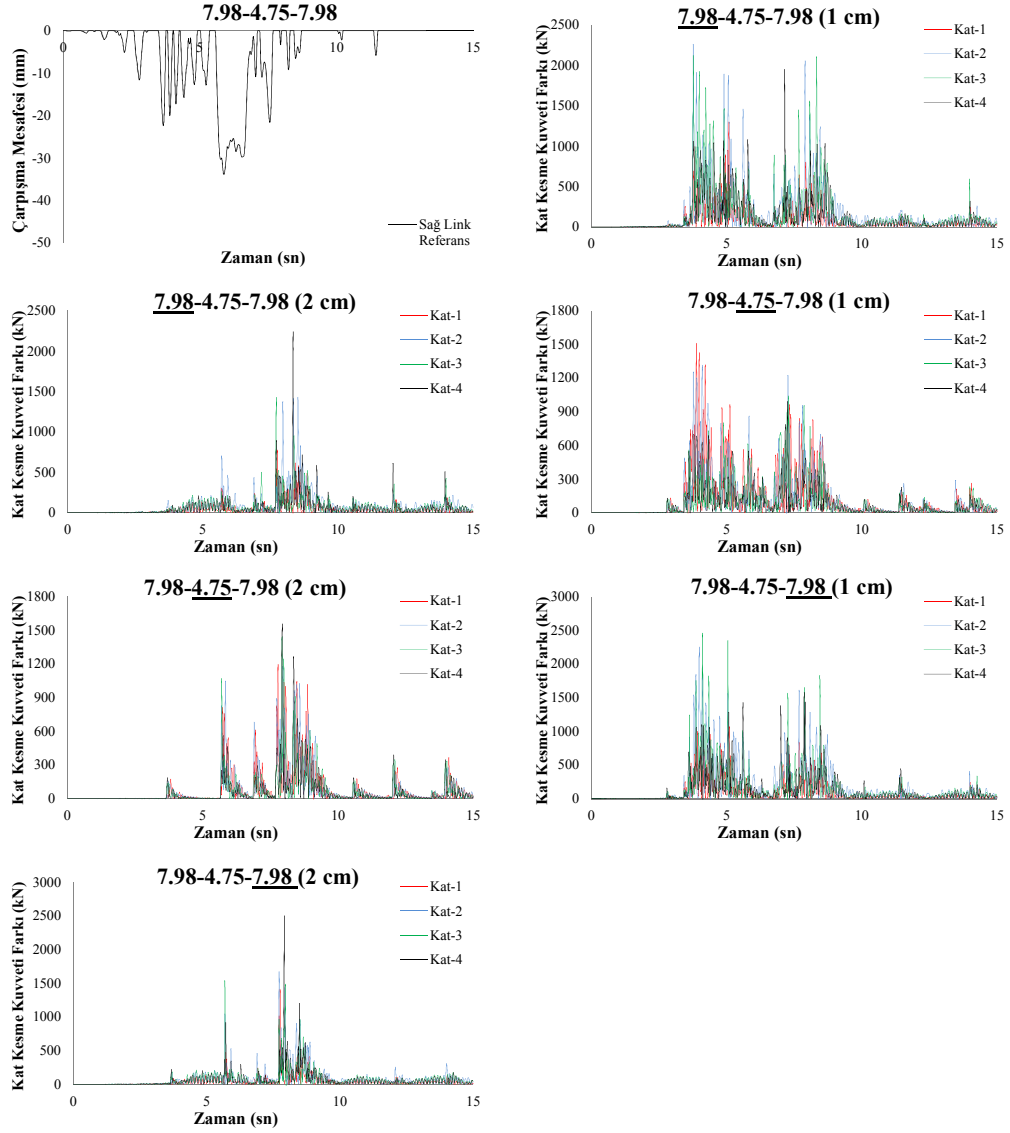 7.98-4.75-7.98
Çarpışma Mesafesi (mm)
0
-10
-20
-30
-40
-50
0
5
10
15
Sağ Link
Referans
Zaman (sn)
7.98-4.75-7.98 (1 cm)
Kat Kesme Kuvveti Farkı (kN)
2500
2000
1500
1000
500
0
0
5
10
15
Kat-1
Kat-2
Kat-3
Kat-4
Zaman (sn)
7.98-4.75-7.98 (2 cm)
Kat Kesme Kuvveti Farkı (kN)
2500
2000
1500
1000
500
0
0
5
10
15
Kat-1
Kat-2
Kat-3
Kat-4
Zaman (sn)
7.98-4.75-7.98 (1 cm)
Kat Kesme Kuvveti Farkı (kN)
1800
1500
1200
900
600
300
0
0
5
10
15
Kat-1
Kat-2
Kat-3
Kat-4
Zaman (sn)
7.98-4.75-7.98 (2 cm)
Kat Kesme Kuvveti Farkı (kN)
1800
1500
1200
900
600
300
0
0
5
10
15
Kat-1
Kat-2
Kat-3
Kat-4
Zaman (sn)
7.98-4.75-7.98 (1 cm)
Kat Kesme Kuvveti Farkı (kN)
3000
2500
2000
1500
1000
500
0
0
5
10
15
Kat-1
Kat-2
Kat-3
Kat-4
Zaman (sn)
7.98-4.75-7.98 (2 cm)
Kat Kesme Kuvveti Farkı (kN)
3000
2500
2000
1500
1000
500
0
0
5
10
15
Kat-1
Kat-2
Kat-3
Kat-4
Zaman (sn)